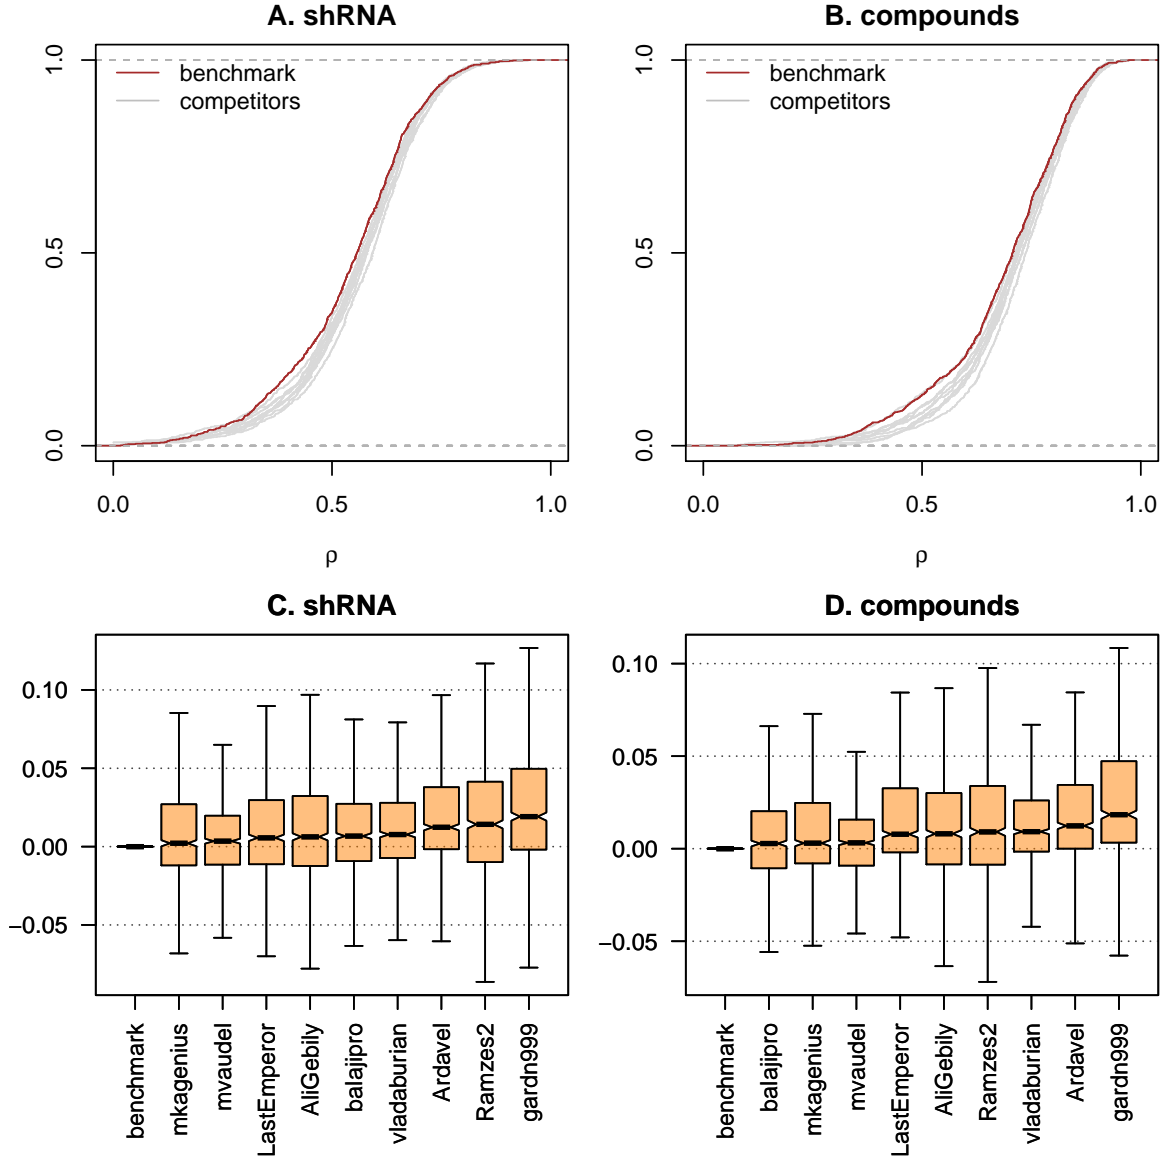 A. shRNA
benchmark
competitors
1.0
0.5
0.0
0.0 0.5 1.0
ρ
B. compounds
benchmark
competitors
1.0
0.5
0.0
0.0 0.5 1.0
ρ
C. shRNA
0.10
0.05
0.00
−0.05
benchmark
mkagenius
mvaudel
LastEmperor
AliGebily
balajipro
vladaburian
Ardavel
Ramzes2
gardn999
D. compounds
0.10
0.05
0.00
−0.05
benchmark
balajipro
mkagenius
mvaudel
LastEmperor
AliGebily
Ramzes2
vladaburian
Ardavel
gardn999